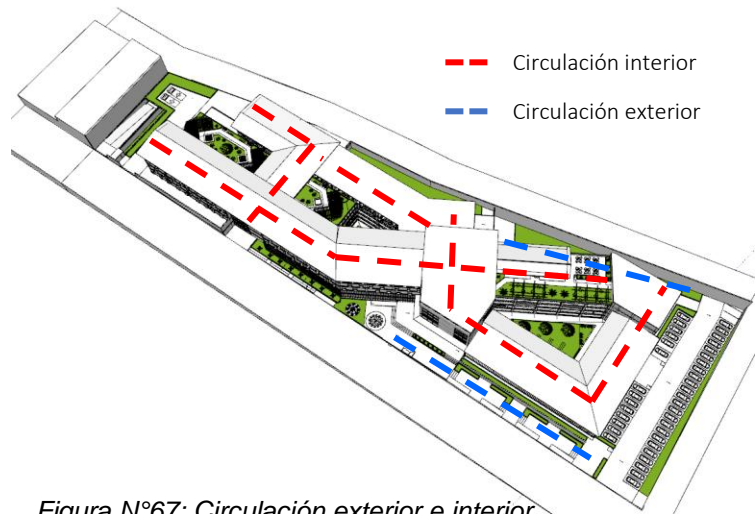 Circulación interior
Circulación exterior
Figura N°67: Circulación exterior e interior